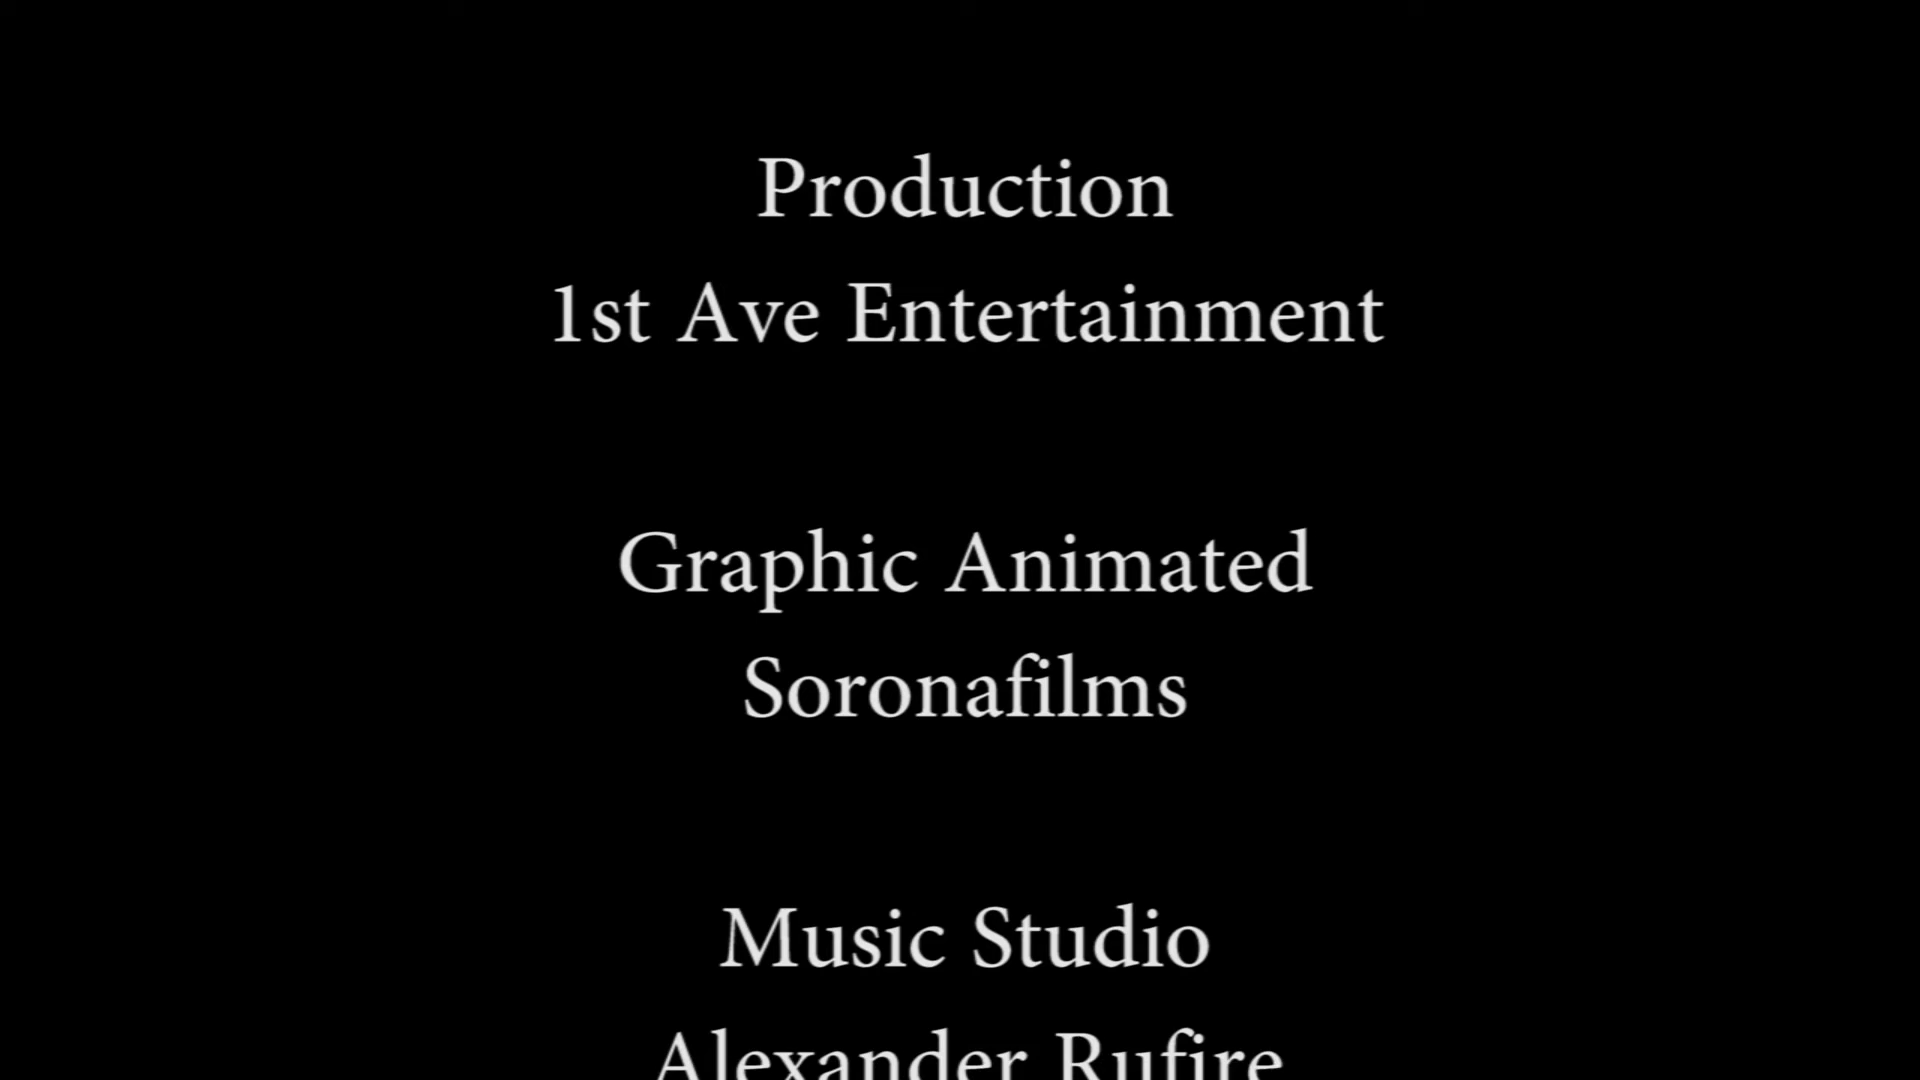 Production
1st Ave Entertainment
Graphic Animated
Soronafilms
Music Studio
Alexander Rufire